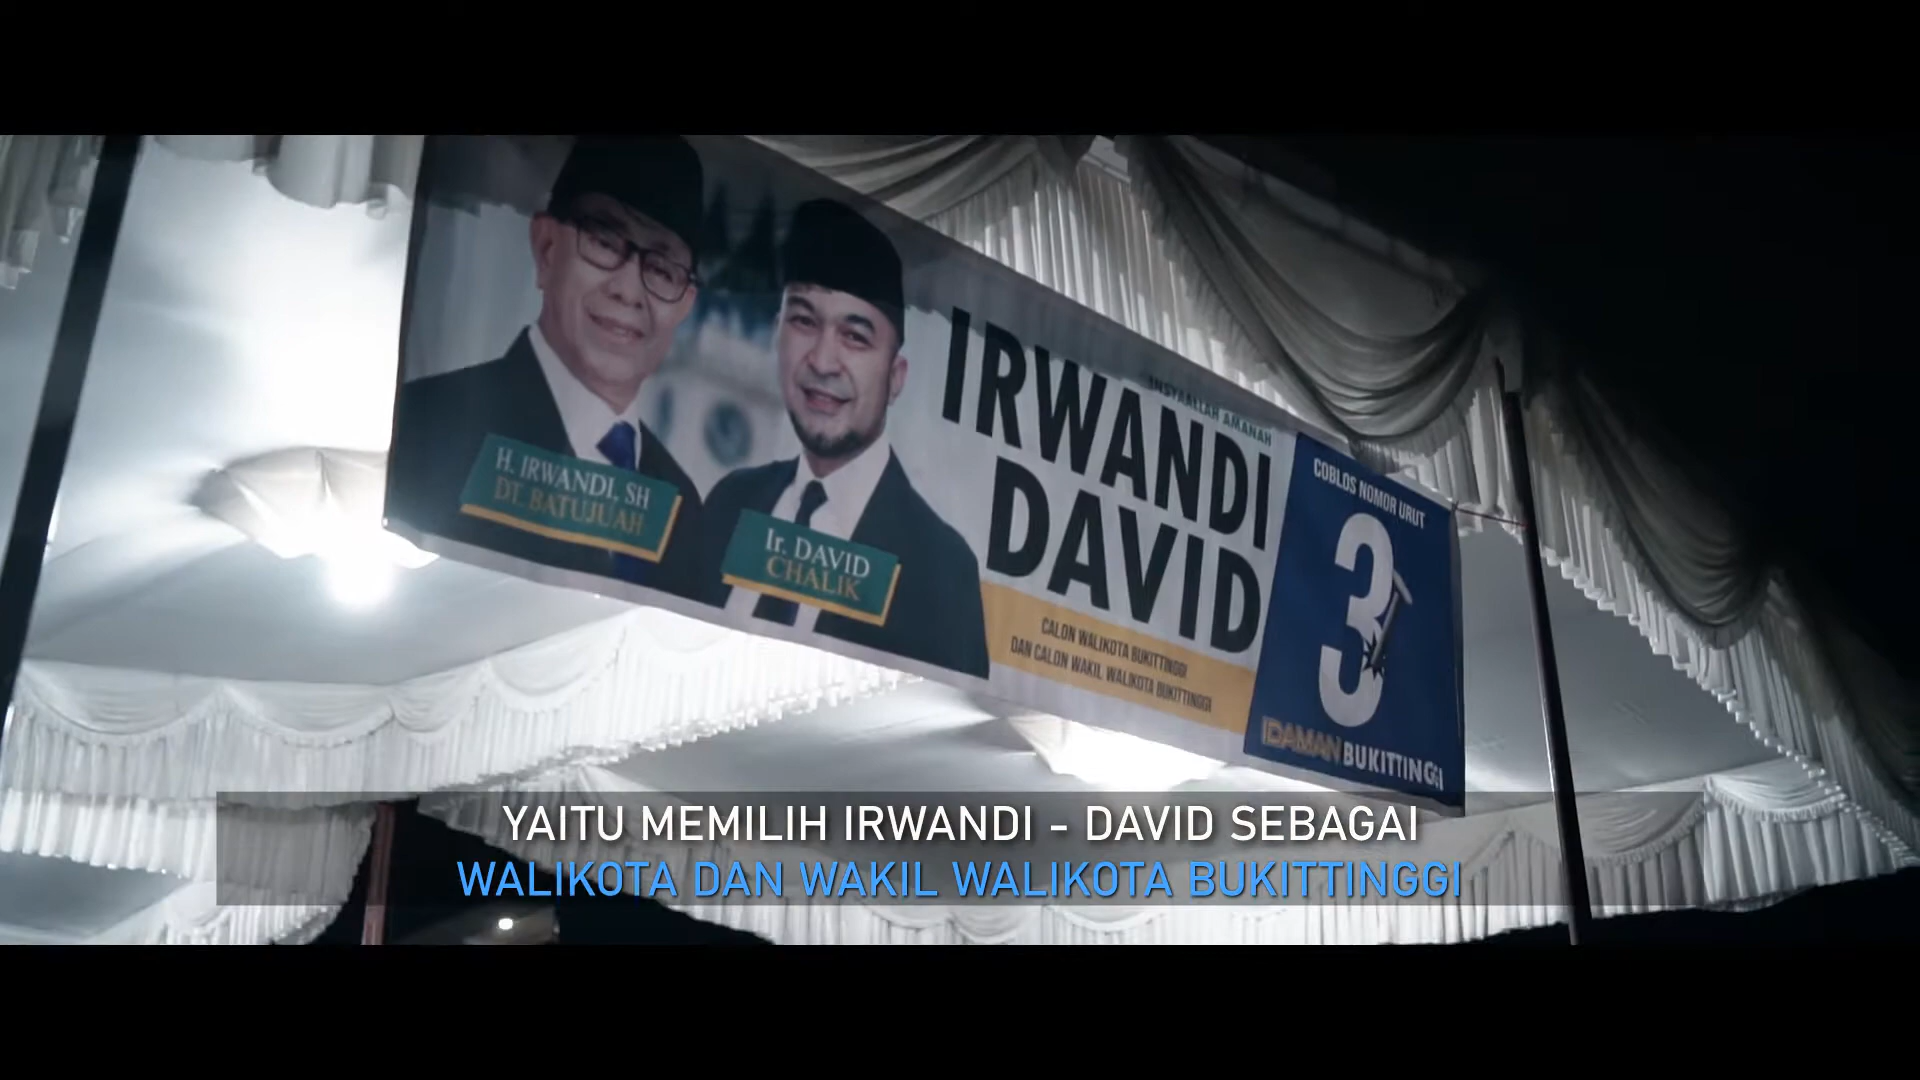 H. IRWANDI, SH
DT. BATUJUAH
Ir. DAVID
CHALIK
INSYAALLAH AMANAH
IRWANDI
DAVID
CALON WALIKOTA BUKITTINGGI
DAN CALON WAKIL WALIKOTA BUKITTINGGI
COBLOS NOMOR URUT
3
IDAMAN BUKITTINGGI
YAITU MEMILIH IRWANDI - DAVID SEBAGAI
WALIKOTA DAN WAKIL WALIKOTA BUKITTINGGI